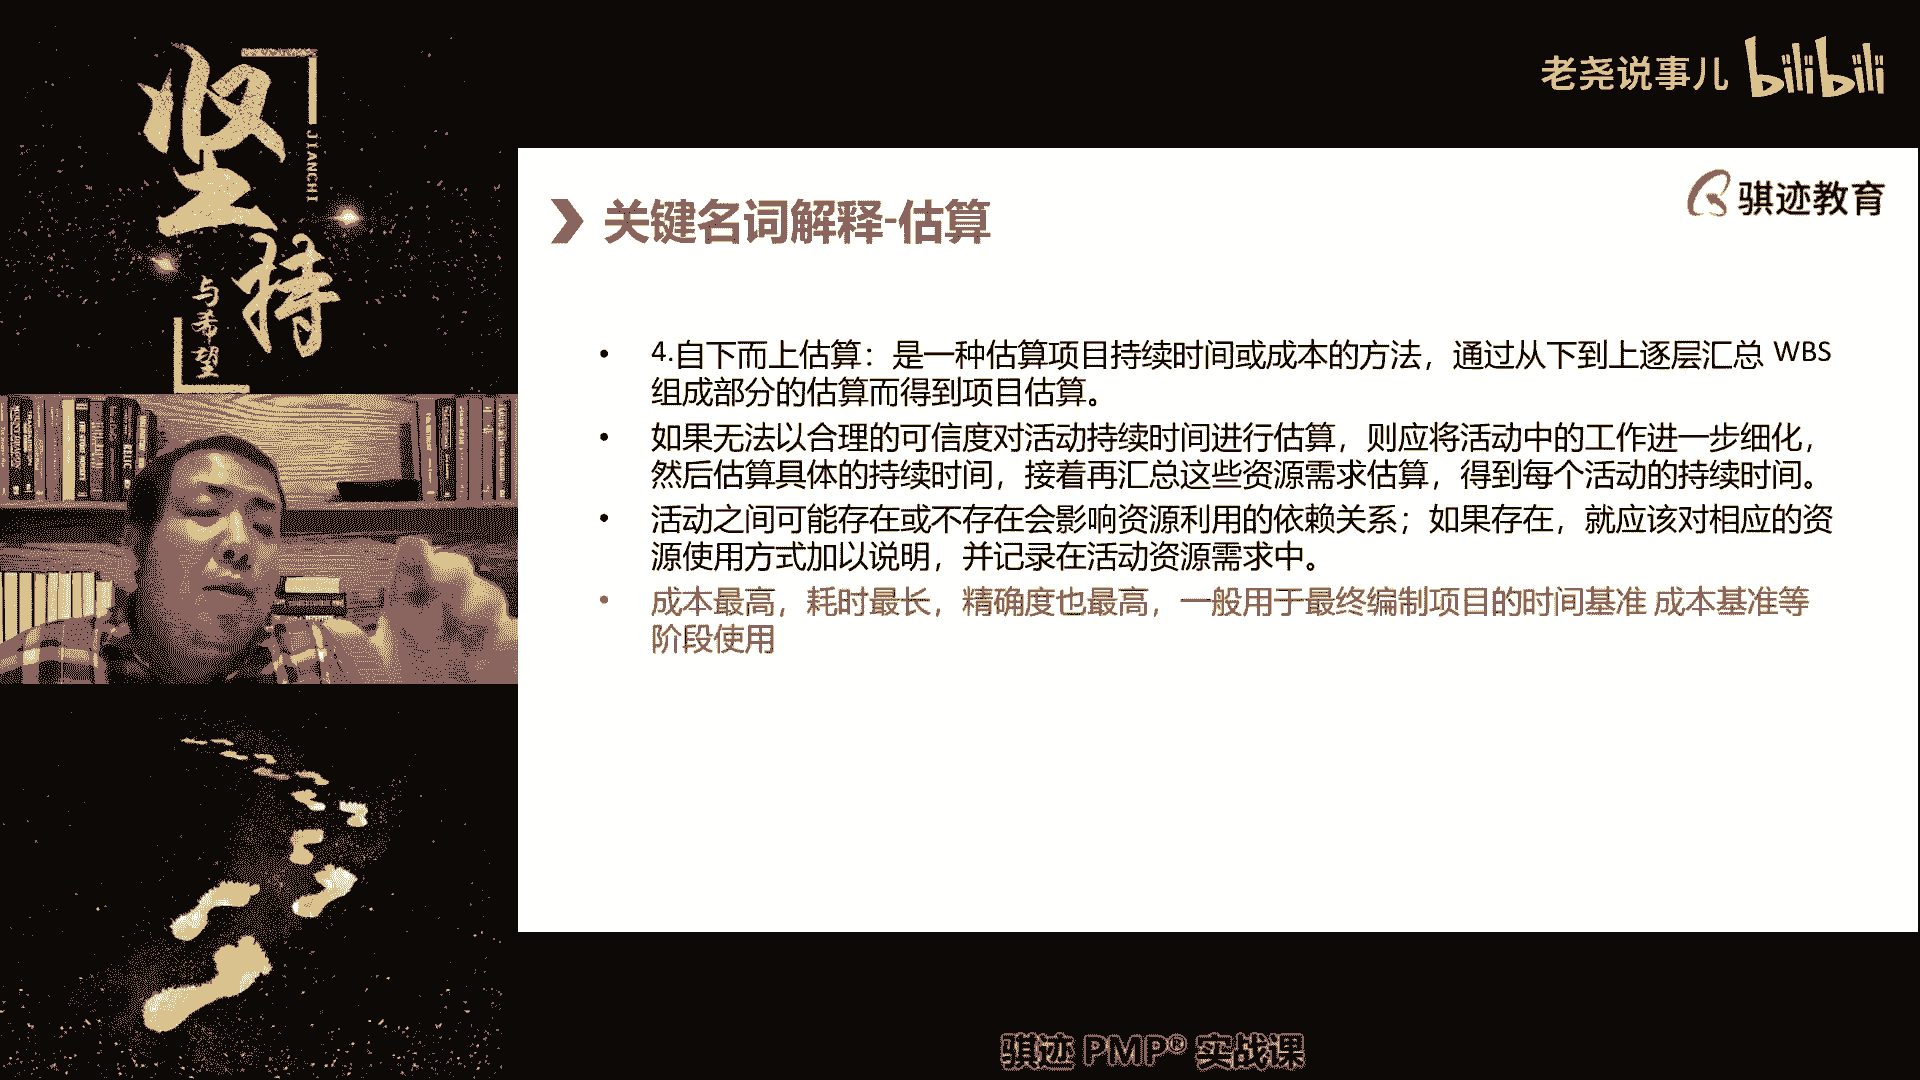 坚持
JIANCHI
与希望
老尧说事儿 bilibili
骐迹教育
关键名词解释-估算
• 4.自下而上估算：是一种估算项目持续时间或成本的方法，通过从下到上逐层汇总 WBS
组成部分的估算而得到项目估算。
• 如果无法以合理的可信度对活动持续时间进行估算，则应将活动中的工作进一步细化，
然后估算具体的持续时间，接着再汇总这些资源需求估算，得到每个活动的持续时间。
• 活动之间可能存在或不存在会影响资源利用的依赖关系；如果存在，就应该对相应的资
源使用方式加以说明，并记录在活动资源需求中。
• 成本最高，耗时最长，精确度也最高，一般用于最终编制项目的时间基准 成本基准等
阶段使用
骐迹 PMP® 实战课